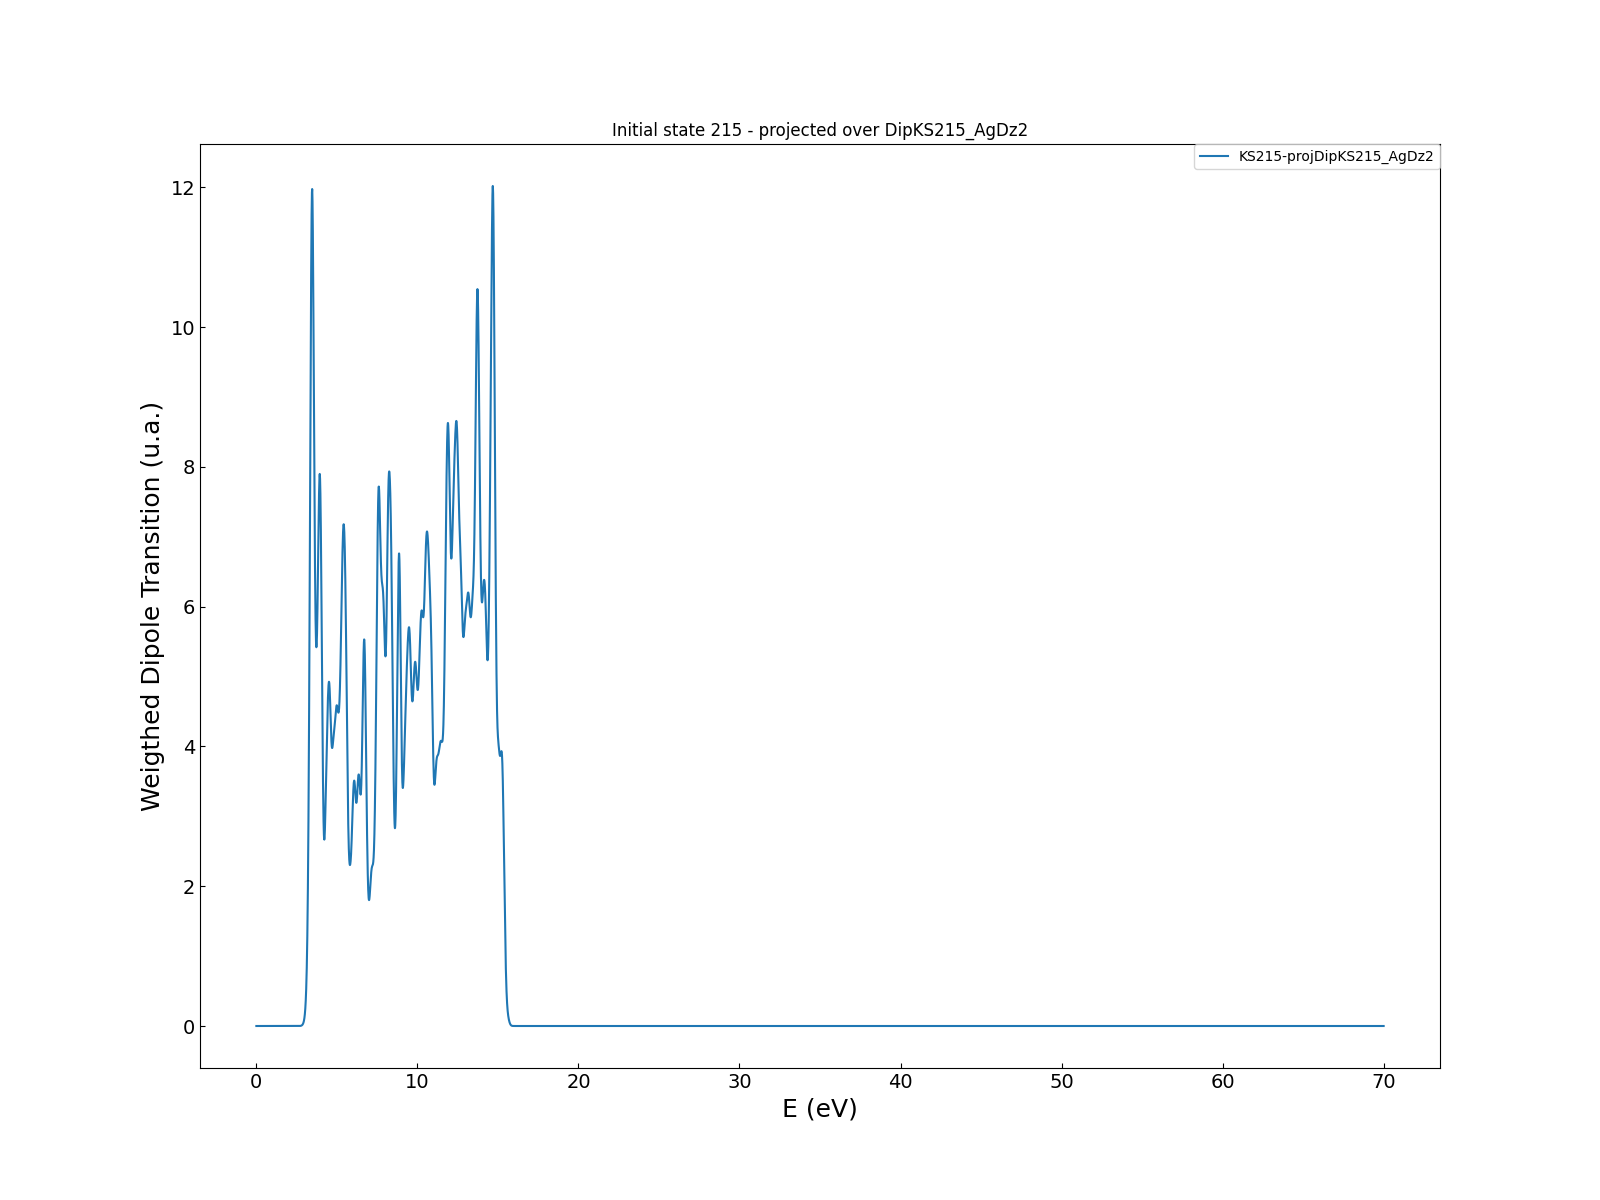 Initial state 215 - projected over DipKS215_AgDz2
KS215-projDipKS215_AgDz2
Weigthed Dipole Transition (u.a.)
12
10
8
6
4
2
0
0 10 20 30 40 50 60 70
E (eV)